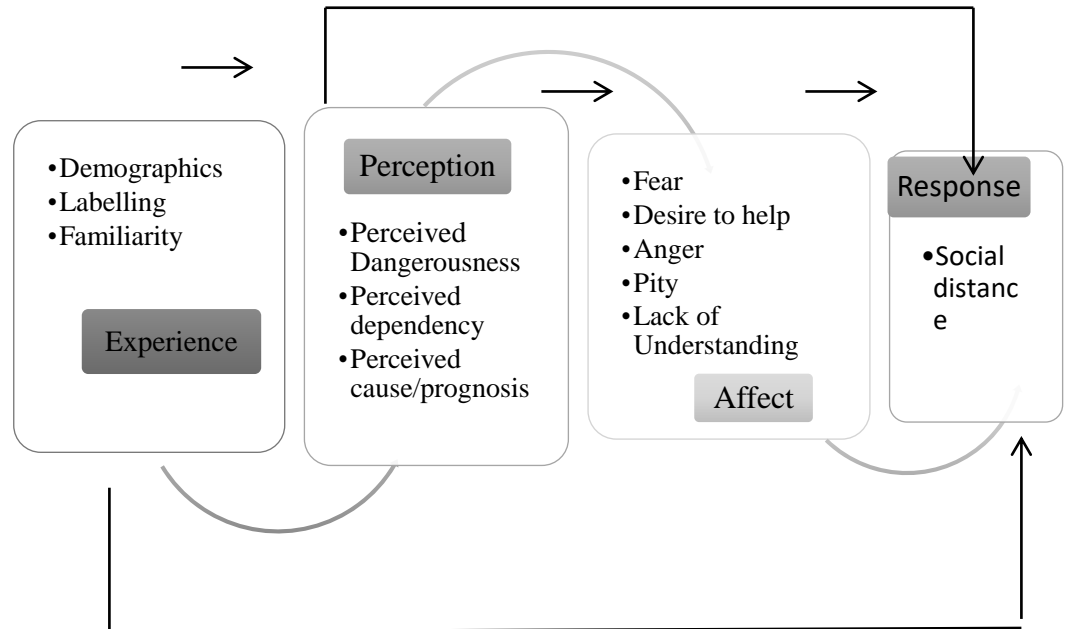 •Demographics
•Labelling
•Familiarity
Experience
Perception
•Perceived
Dangerousness
•Perceived
dependency
•Perceived
cause/prognosis
•Fear
•Desire to help
•Anger
•Pity
•Lack of
Understanding
Affect
Response
•Social
distanc
e